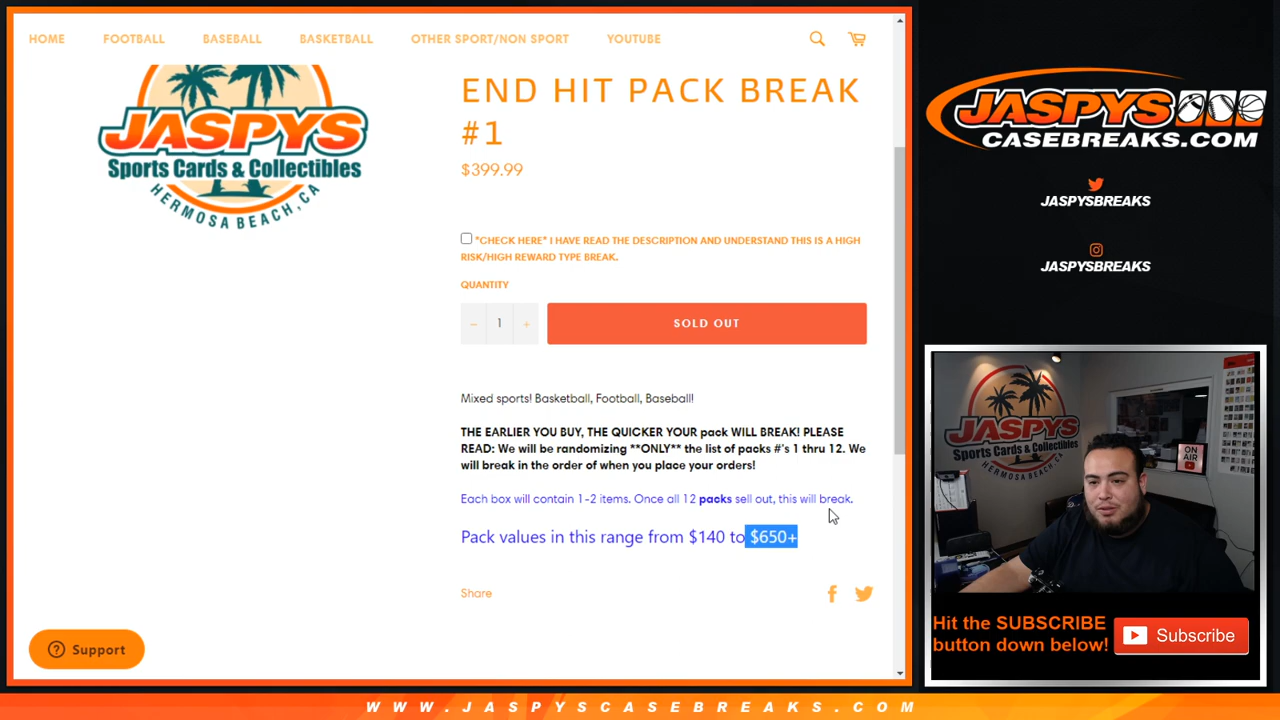 HOME FOOTBALL BASEBALL BASKETBALL OTHER SPORT/NON SPORT YOUTUBE
JASPYS
Sports Cards & Collectibles
HERMOSA BEACH, CA
END HIT PACK BREAK
#1
$399.99
*CHECK HERE* I HAVE READ THE DESCRIPTION AND UNDERSTAND THIS IS A HIGH
RISK/HIGH REWARD TYPE BREAK.
QUANTITY
− 1 +
SOLD OUT
Mixed sports! Basketball, Football, Baseball!
THE EARLIER YOU BUY, THE QUICKER YOUR pack WILL BREAK! PLEASE
READ: We will be randomizing **ONLY** the list of packs #'s 1 thru 12. We
will break in the order of when you place your orders!
Each box will contain 1-2 items. Once all 12 packs sell out, this will break.
Pack values in this range from $140 to $650+
Share
? Support
JASPYS
CASEBREAKS.COM
JASPYSBREAKS
JASPYSBREAKS
JASPYS
Sports Cards & Collectibles
HERMOSA BEACH, CA
ON
AIR
Hit the SUBSCRIBE
button down below!
Subscribe
WWW.JASPYSCASEBREAKS.COM